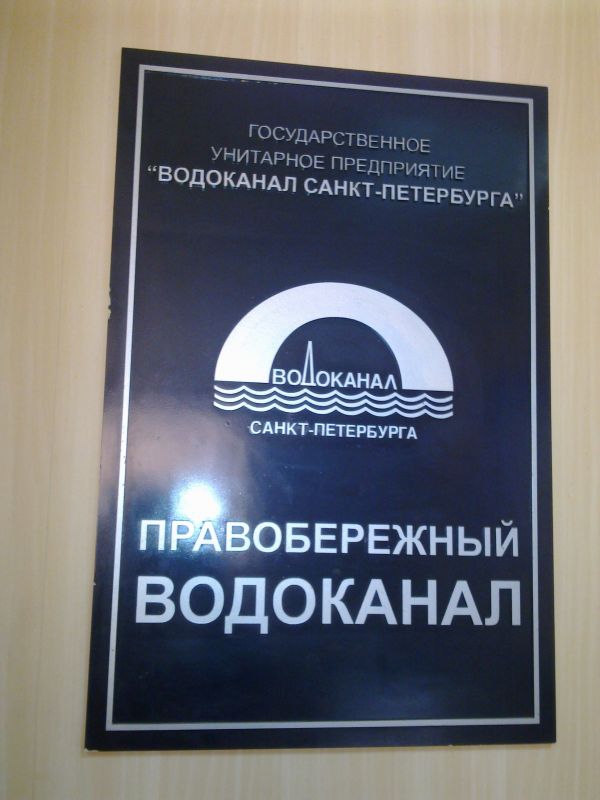 ГОСУДАРСТВЕННОЕ
УНИТАРНОЕ ПРЕДПРИЯТИЕ
“ВОДОКАНАЛ САНКТ-ПЕТЕРБУРГА”
ВОДОКАНАЛ
САНКТ-ПЕТЕРБУРГА
ПРАВОБЕРЕЖНЫЙ
ВОДОКАНАЛ